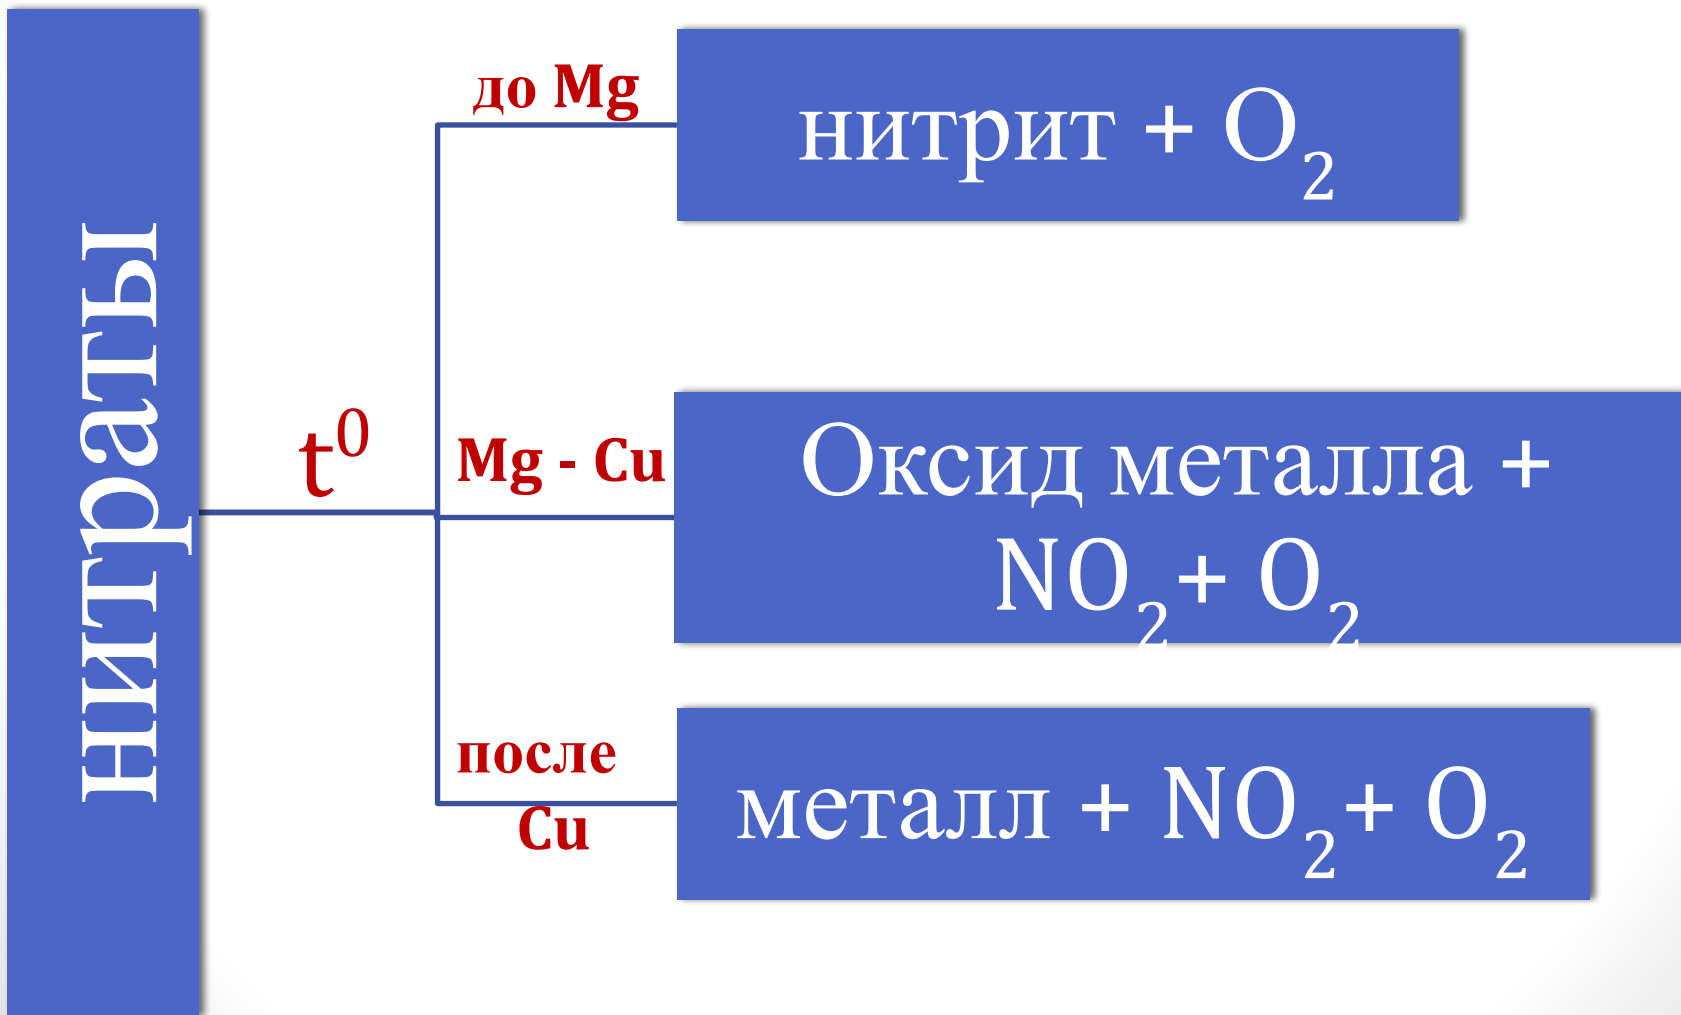 нитраты
t⁰
до Mg
нитрит + O₂
Mg - Cu
Оксид металла +
NO₂+ O₂
после
Cu
металл + NO₂+ O₂